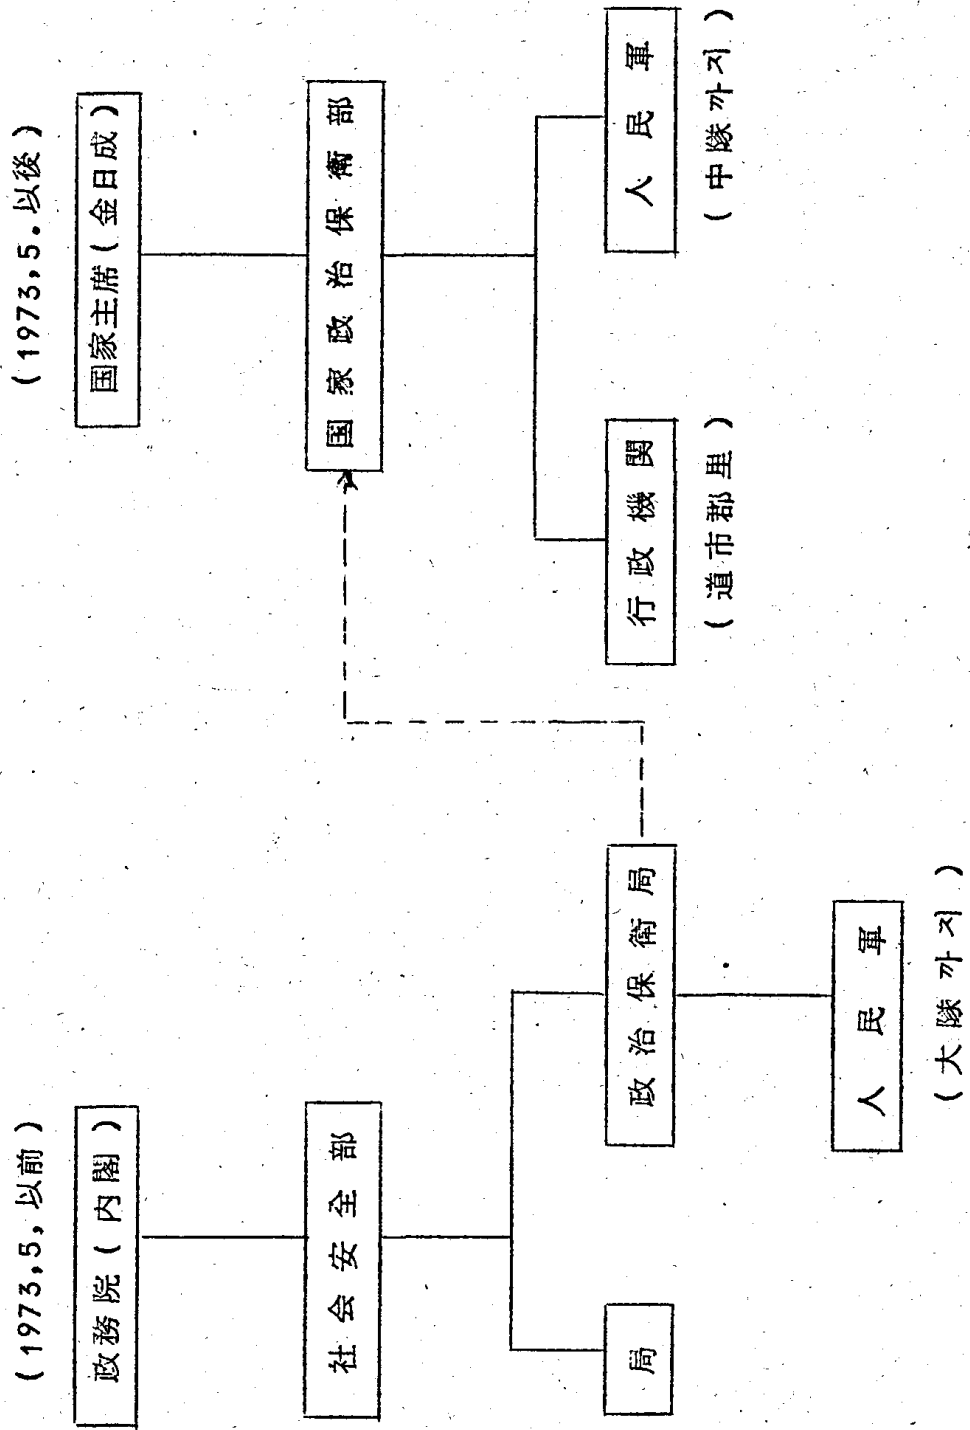 (1973,5,以前)
政務院(内閣)
社会安全部
局
政治保衛局
人民軍
(大隊까지)
(1973,5.以後)
国家主席(金日成)
国家政治保衛部
行政機関
(道市郡里)
人民軍
(中隊까지)